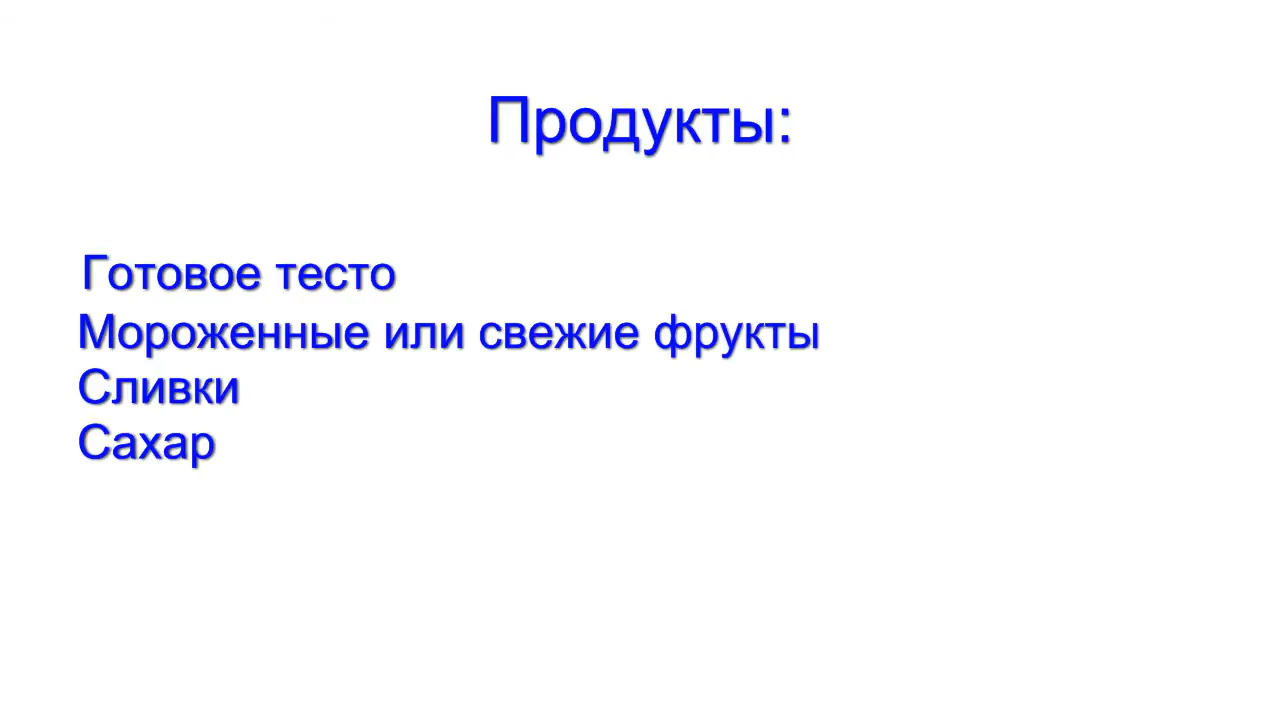 Продукты:
Готовое тесто
Мороженные или свежие фрукты
Сливки
Сахар